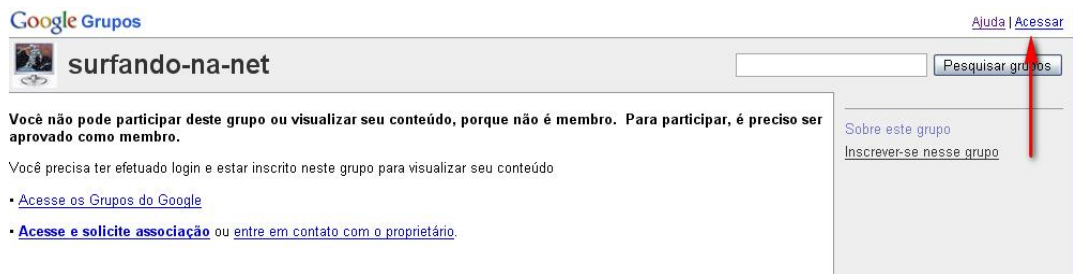 Google Grupos
Ajuda | Acessar
surfando-na-net
Pesquisar grupos
Você não pode participar deste grupo ou visualizar seu conteúdo, porque não é membro. Para participar, é preciso ser
aprovado como membro.
Você precisa ter efetuado login e estar inscrito neste grupo para visualizar seu conteúdo
▪ Acesse os Grupos do Google
▪ Acesse e solicite associação ou entre em contato com o proprietário.
Sobre este grupo
Inscrever-se nesse grupo